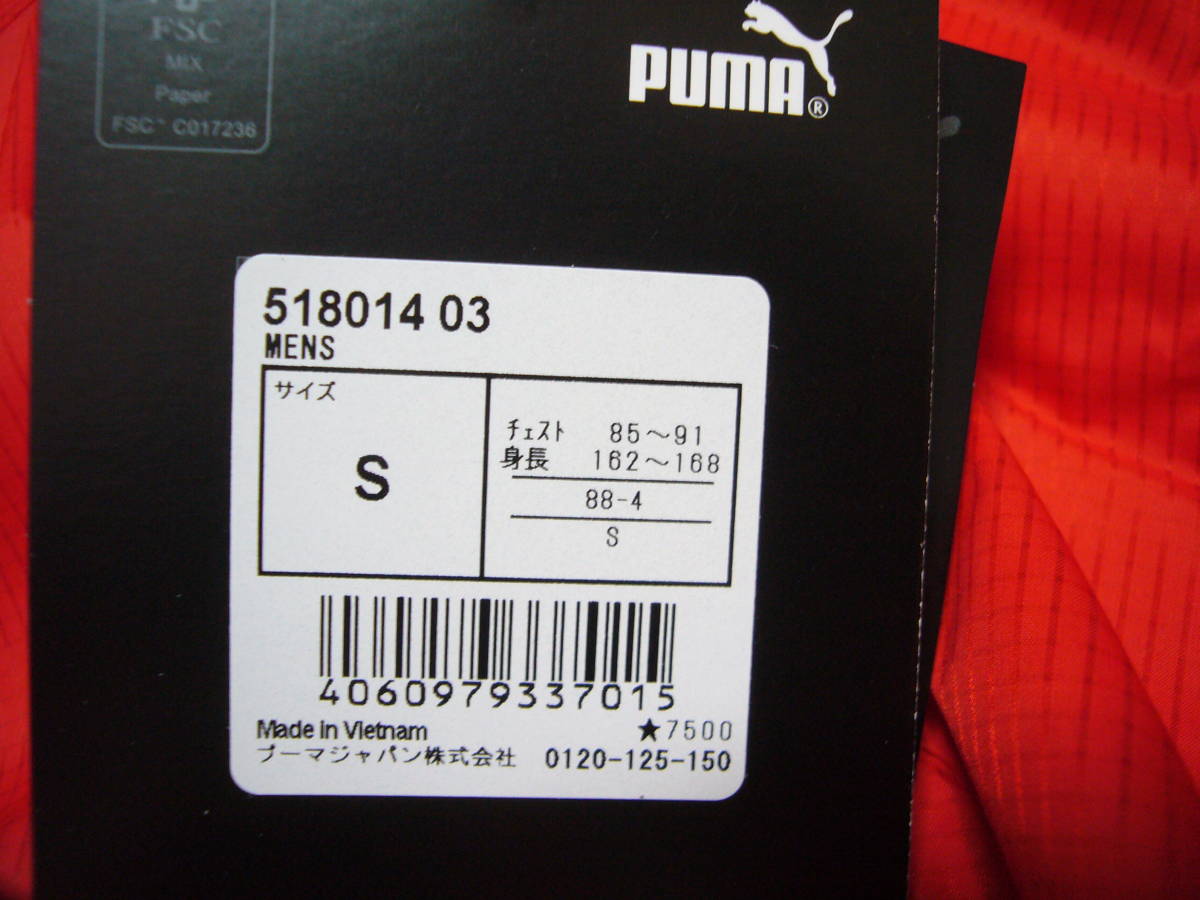 FSC
MIX
Paper
FSC™ C017236
PUMA®
518014 03
MENS
サイズ
S
チェスト 85～91
身長 162～168
88-4
S
4060979337015
Made in Vietnam ★7500
プーマジャパン株式会社 0120-125-150